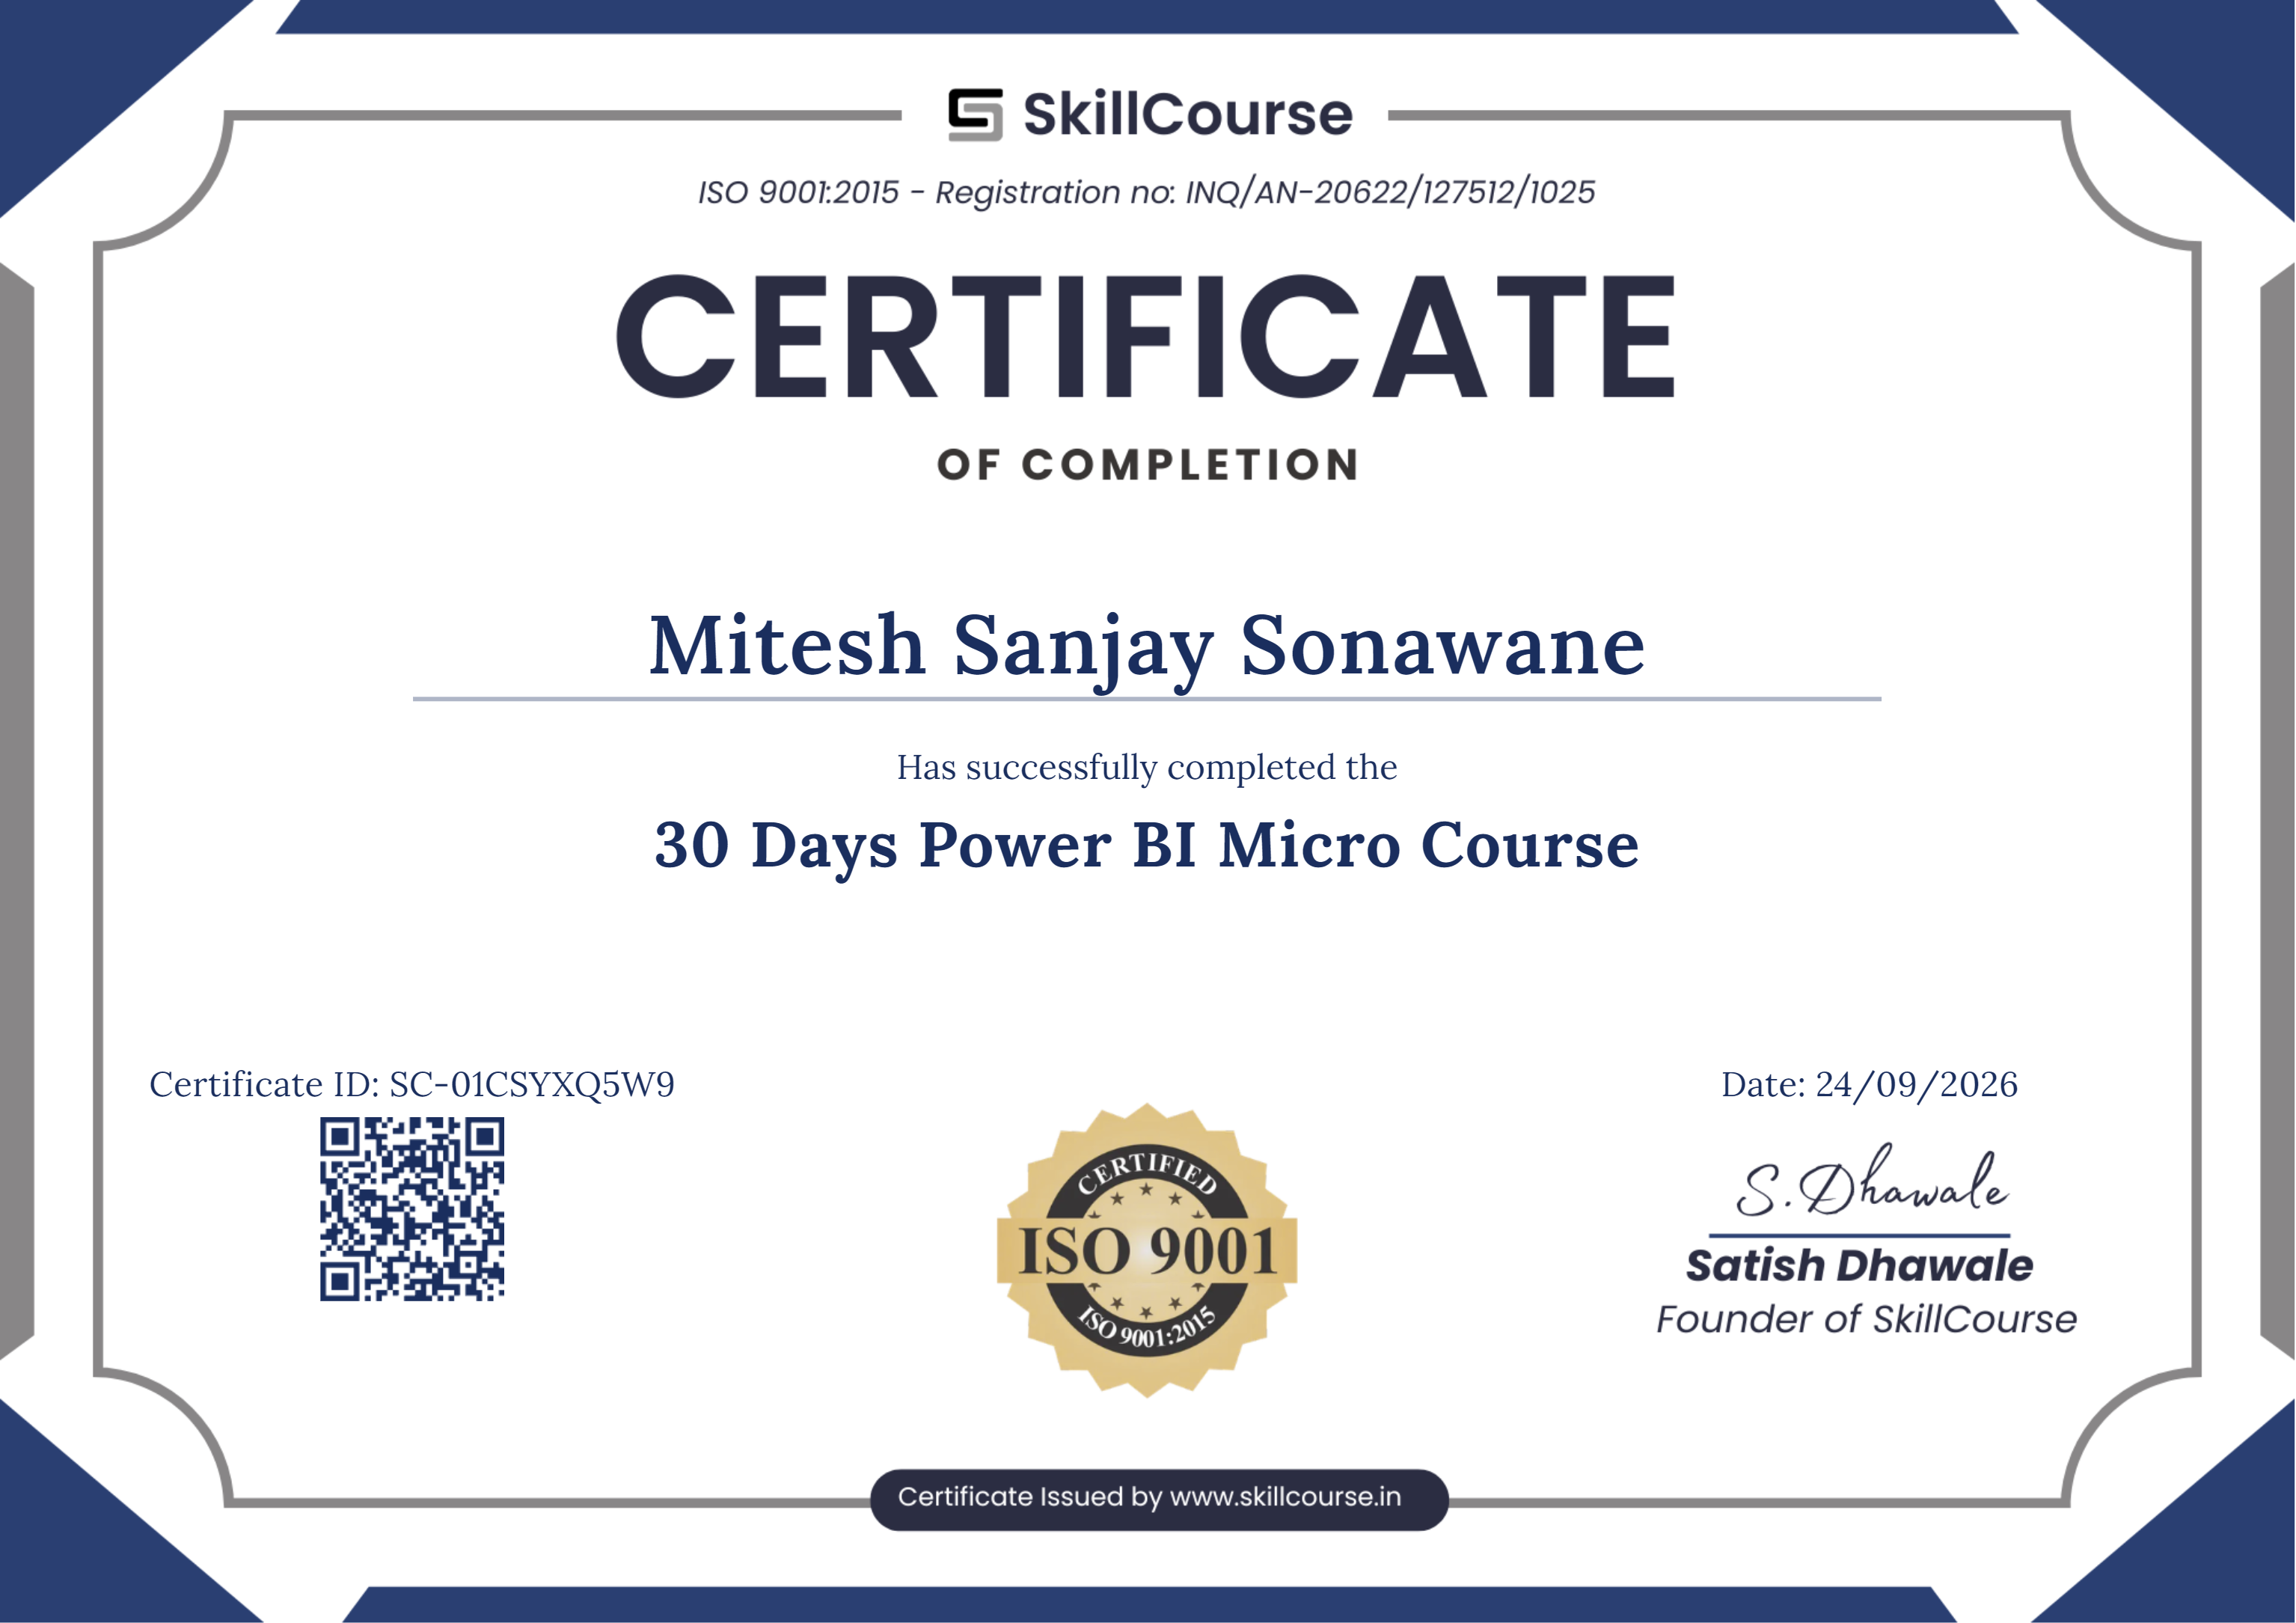 SkillCourse
ISO 9001:2015 - Registration no: INQ/AN-20622/127512/1025
CERTIFICATE
OF COMPLETION
Mitesh Sanjay Sonawane
Has successfully completed the
30 Days Power BI Micro Course
Certificate ID: SC-01CSYXQ5W9
Date: 24/09/2026
CERTIFIED
ISO 9001
ISO 9001:2015
S. Dhawale
Satish Dhawale
Founder of SkillCourse
Certificate Issued by www.skillcourse.in